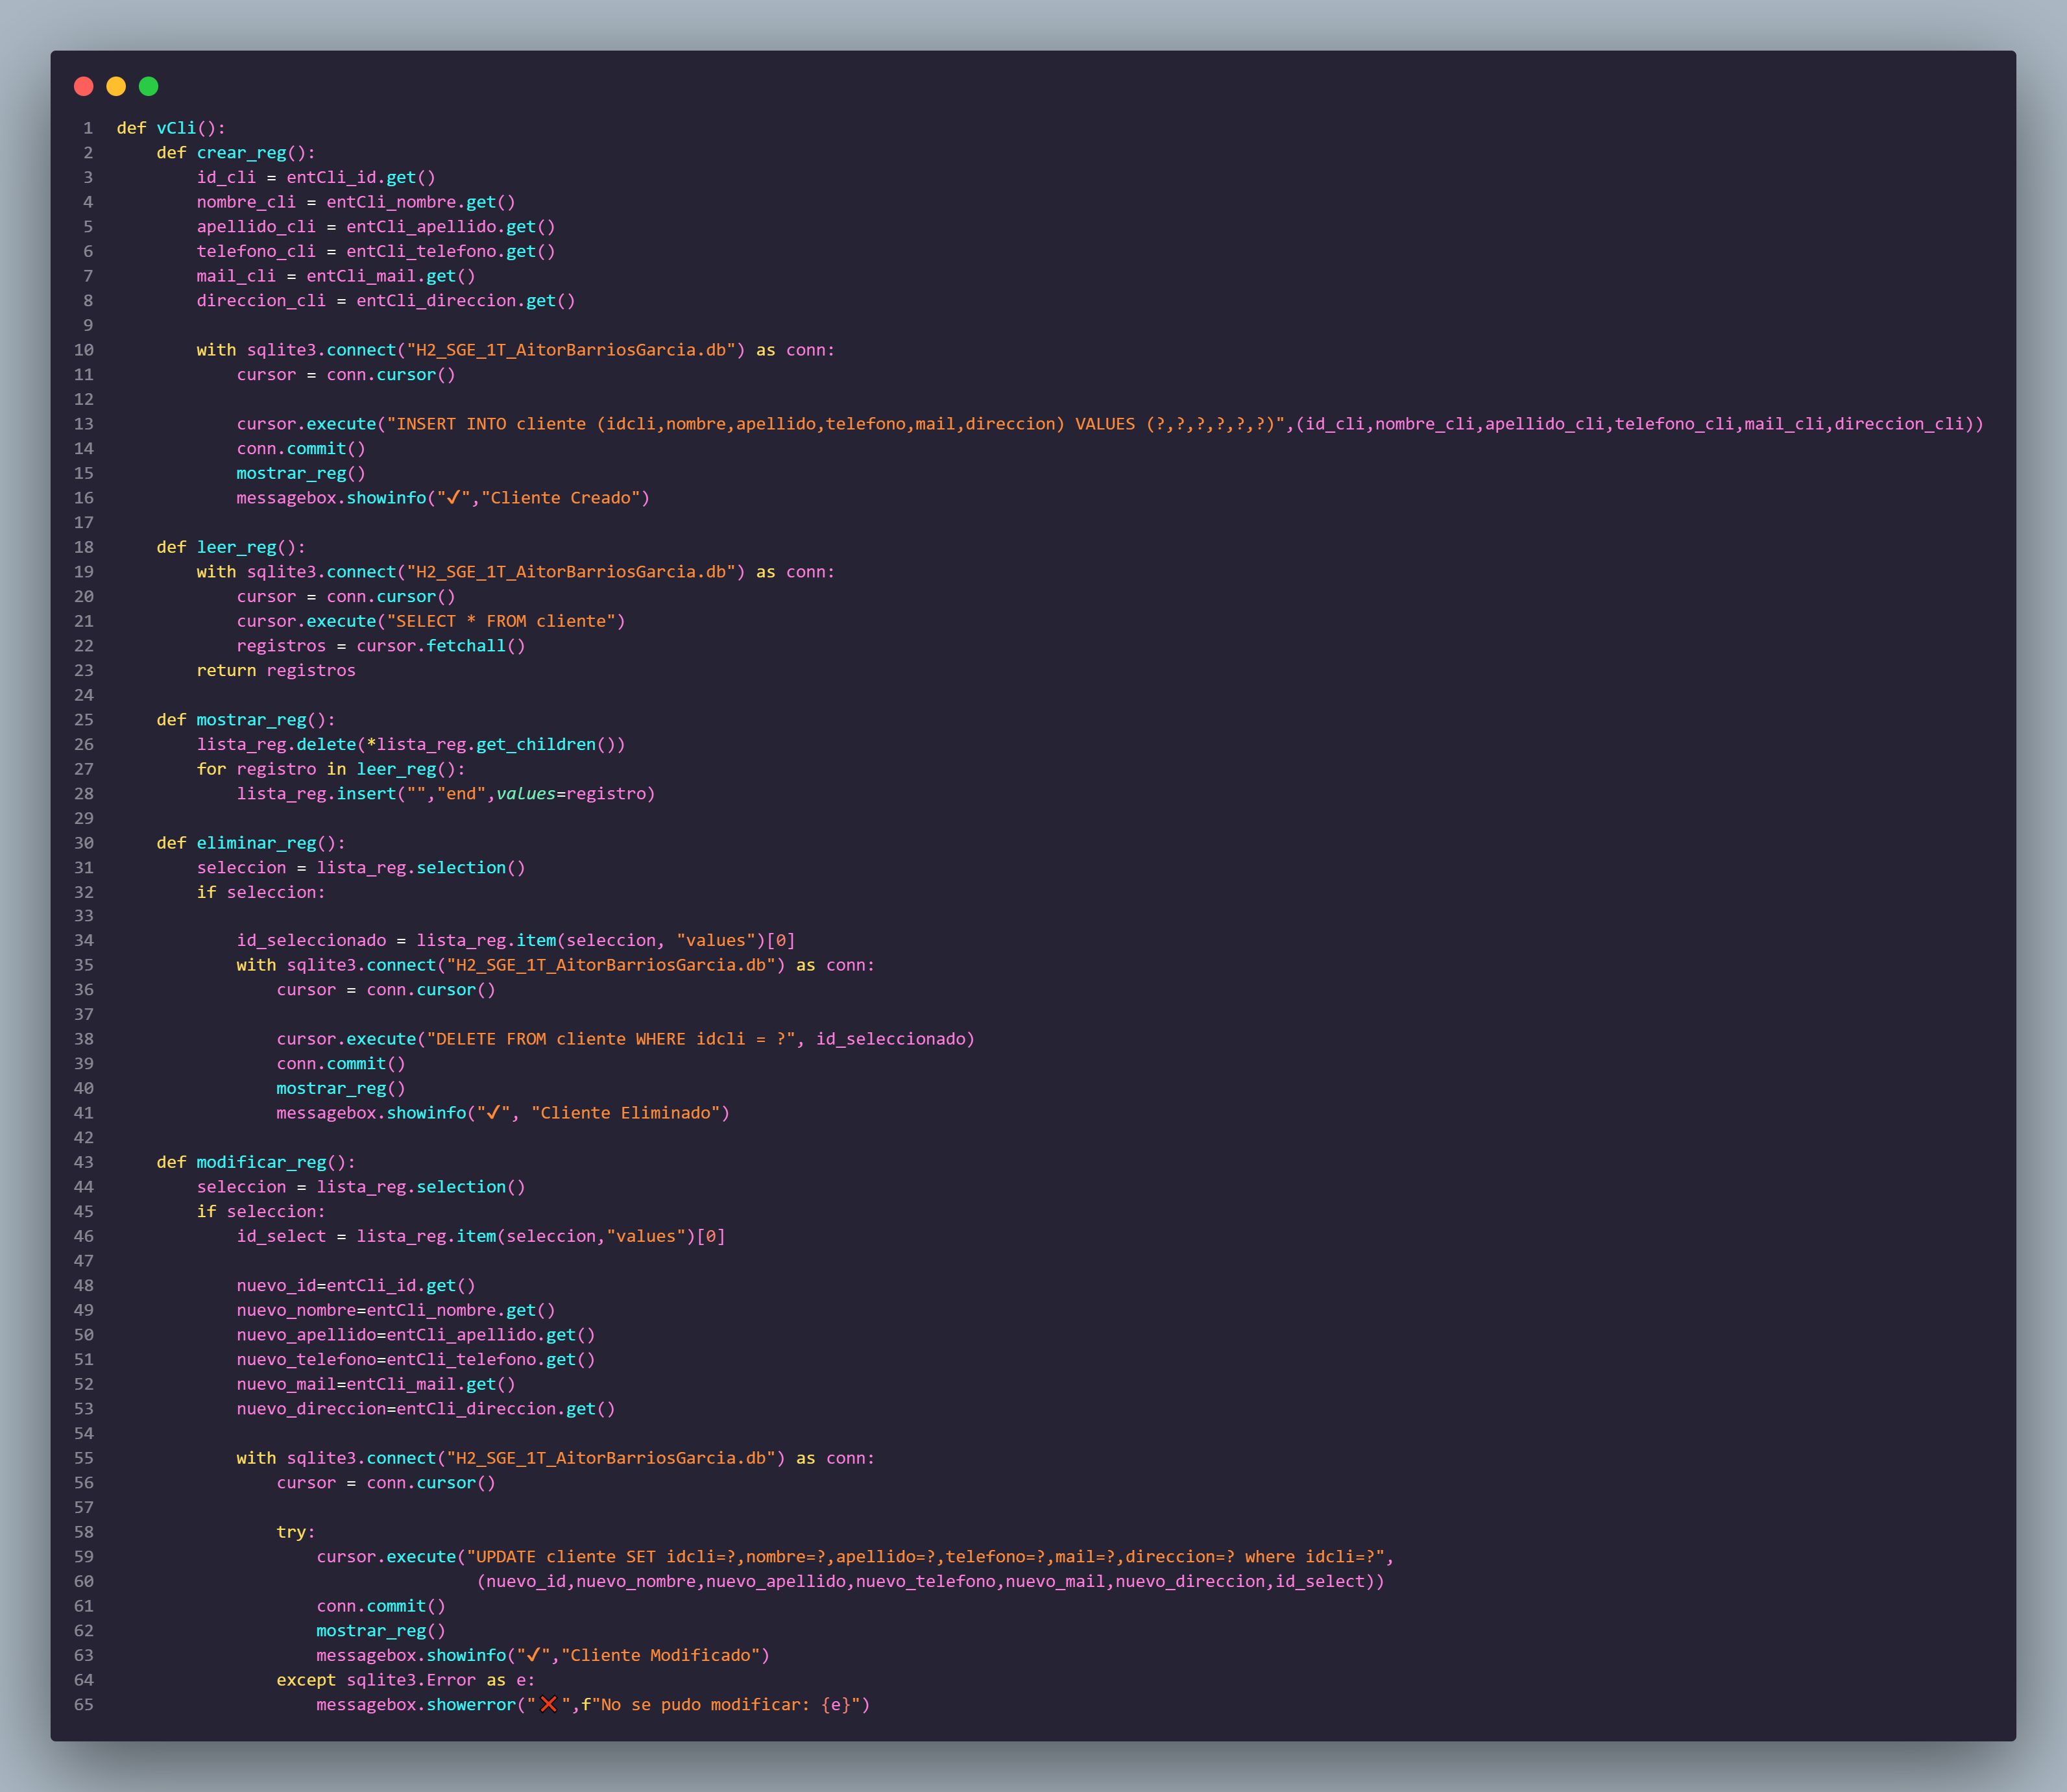 1 def vCli():
2     def crear_reg():
3         id_cli = entCli_id.get()
4         nombre_cli = entCli_nombre.get()
5         apellido_cli = entCli_apellido.get()
6         telefono_cli = entCli_telefono.get()
7         mail_cli = entCli_mail.get()
8         direccion_cli = entCli_direccion.get()
9
10         with sqlite3.connect("H2_SGE_1T_AitorBarriosGarcia.db") as conn:
11             cursor = conn.cursor()
12
13             cursor.execute("INSERT INTO cliente (idcli,nombre,apellido,telefono,mail,direccion) VALUES (?,?,?,?,?,?)",(id_cli,nombre_cli,apellido_cli,telefono_cli,mail_cli,direccion_cli))
14             conn.commit()
15             mostrar_reg()
16             messagebox.showinfo("✓","Cliente Creado")
17
18     def leer_reg():
19         with sqlite3.connect("H2_SGE_1T_AitorBarriosGarcia.db") as conn:
20             cursor = conn.cursor()
21             cursor.execute("SELECT * FROM cliente")
22             registros = cursor.fetchall()
23         return registros
24
25     def mostrar_reg():
26         lista_reg.delete(*lista_reg.get_children())
27         for registro in leer_reg():
28             lista_reg.insert("","end",values=registro)
29
30     def eliminar_reg():
31         seleccion = lista_reg.selection()
32         if seleccion:
33
34             id_seleccionado = lista_reg.item(seleccion, "values")[0]
35             with sqlite3.connect("H2_SGE_1T_AitorBarriosGarcia.db") as conn:
36                 cursor = conn.cursor()
37
38                 cursor.execute("DELETE FROM cliente WHERE idcli = ?", id_seleccionado)
39                 conn.commit()
40                 mostrar_reg()
41                 messagebox.showinfo("✓", "Cliente Eliminado")
42
43     def modificar_reg():
44         seleccion = lista_reg.selection()
45         if seleccion:
46             id_select = lista_reg.item(seleccion,"values")[0]
47
48             nuevo_id=entCli_id.get()
49             nuevo_nombre=entCli_nombre.get()
50             nuevo_apellido=entCli_apellido.get()
51             nuevo_telefono=entCli_telefono.get()
52             nuevo_mail=entCli_mail.get()
53             nuevo_direccion=entCli_direccion.get()
54
55             with sqlite3.connect("H2_SGE_1T_AitorBarriosGarcia.db") as conn:
56                 cursor = conn.cursor()
57
58                 try:
59                     cursor.execute("UPDATE cliente SET idcli=?,nombre=?,apellido=?,telefono=?,mail=?,direccion=? where idcli=?",
60                                     (nuevo_id,nuevo_nombre,nuevo_apellido,nuevo_telefono,nuevo_mail,nuevo_direccion,id_select))
61                     conn.commit()
62                     mostrar_reg()
63                     messagebox.showinfo("✓","Cliente Modificado")
64                 except sqlite3.Error as e:
65                     messagebox.showerror("❌",f"No se pudo modificar: {e}")